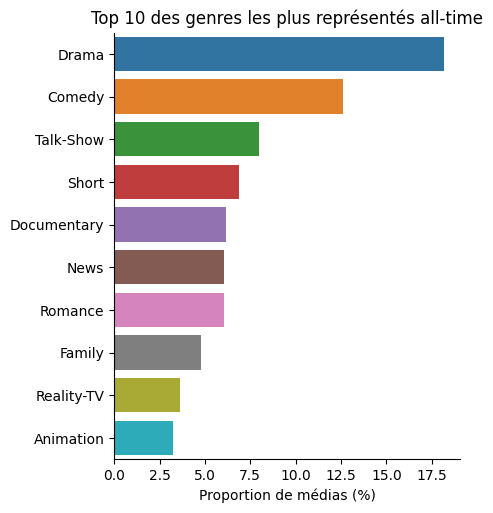 Top 10 des genres les plus représentés all-time
Drama
Comedy
Talk-Show
Short
Documentary
News
Romance
Family
Reality-TV
Animation
0.0 2.5 5.0 7.5 10.0 12.5 15.0 17.5
Proportion de médias (%)